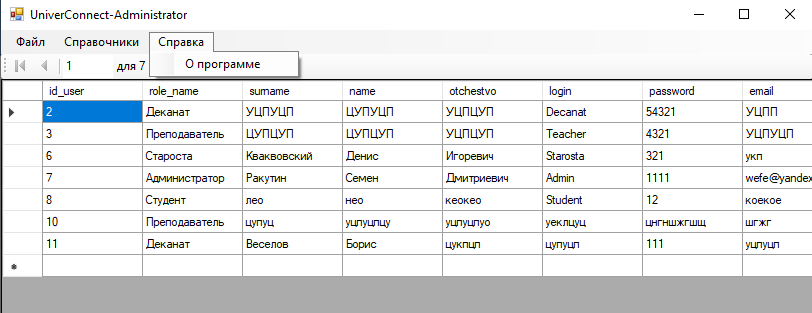 UniverConnect-Administrator
Файл Справочники Справка
1 для 7 О программе
id_user role_name surname name otchestvo login password email
2 Деканат УЦПУЦП ЦУПУЦП УЦПЦУП Decanat 54321 УЦПП
3 Преподаватель ЦУПЦУП ЦУПЦУП УЦПЦУП Teacher 4321 УЦПУЦП
6 Староста Кваквовский Денис Игоревич Starosta 321 укп
7 Администратор Ракутин Семен Дмитриевич Admin 1111 wefe@yandex
8 Студент лео нео кеокео Student 12 коекое
10 Преподаватель цупуц уцпуцпцу уцпуцпуо уеклцуц цнгншжгшщ шгжг
11 Деканат Веселов Борис цукпцп цупуцп 111 уцпуцп